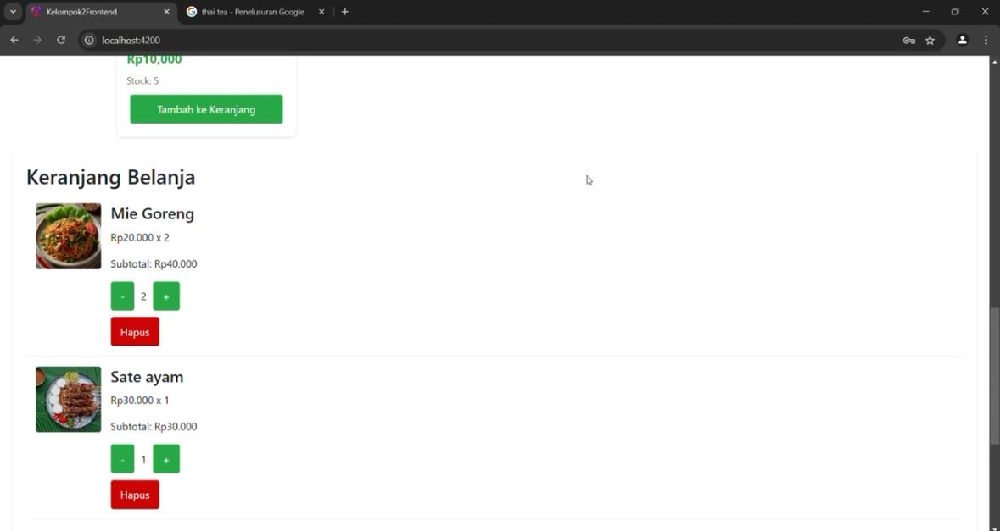 Kelompok2Frontend
thai tea - Penelusuran Google
localhost:4200
Rp10,000
Stock: 5
Tambah ke Keranjang
Keranjang Belanja
Mie Goreng
Rp20.000 x 2
Subtotal: Rp40.000
- 2 +
Hapus
Sate ayam
Rp30.000 x 1
Subtotal: Rp30.000
- 1 +
Hapus